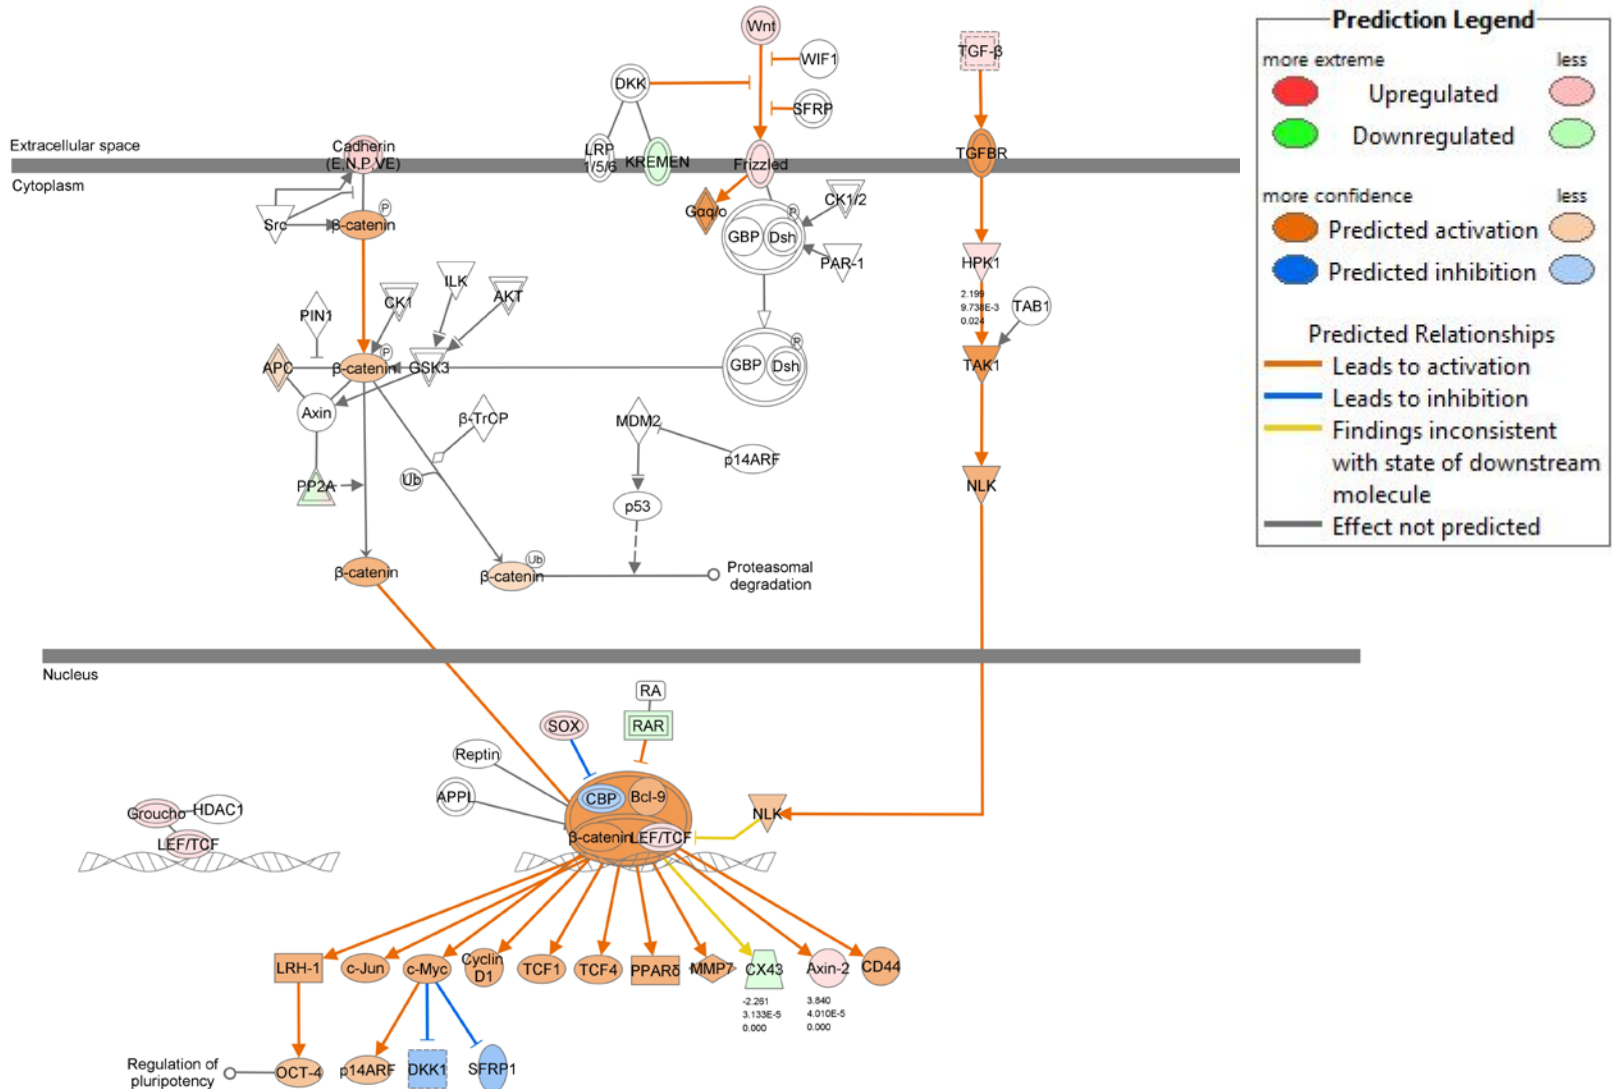 Wnt
WIF1
DKK
SFRP
TGF-β
Extracellular space
Cadherin
(E,N,P,VE)
LRP
1/5/6
KREMEN
Frizzled
TGFBR
Cytoplasm
Src
P
β-catenin
Gαq/o
CK1/2
P
GBP
Dsh
PAR-1
HPK1
2.199
9.738E-3
0.024
TAB1
ILK
CK1
AKT
PIN1
P
APC
β-catenin
GSK3
P
GBP
Dsh
TAK1
Axin
β-TrCP
MDM2
p14ARF
PP2A
Ub
NLK
p53
β-catenin
Ub
β-catenin
Proteasomal
degradation
Nucleus
RA
SOX
RAR
Reptin
APPL
CBP
Bcl-9
NLK
Groucho
HDAC1
LEF/TCF
β-catenin
LEF/TCF
LRH-1
c-Jun
c-Myc
Cyclin
D1
TCF1
TCF4
PPARδ
MMP7
CX43
Axin-2
CD44
-2.261
3.133E-5
0.000
3.840
4.010E-5
0.000
Regulation of
pluripotency
OCT-4
p14ARF
DKK1
SFRP1
Prediction Legend
more extreme less
Upregulated
Downregulated
more confidence less
Predicted activation
Predicted inhibition
Predicted Relationships
Leads to activation
Leads to inhibition
Findings inconsistent
with state of downstream
molecule
Effect not predicted